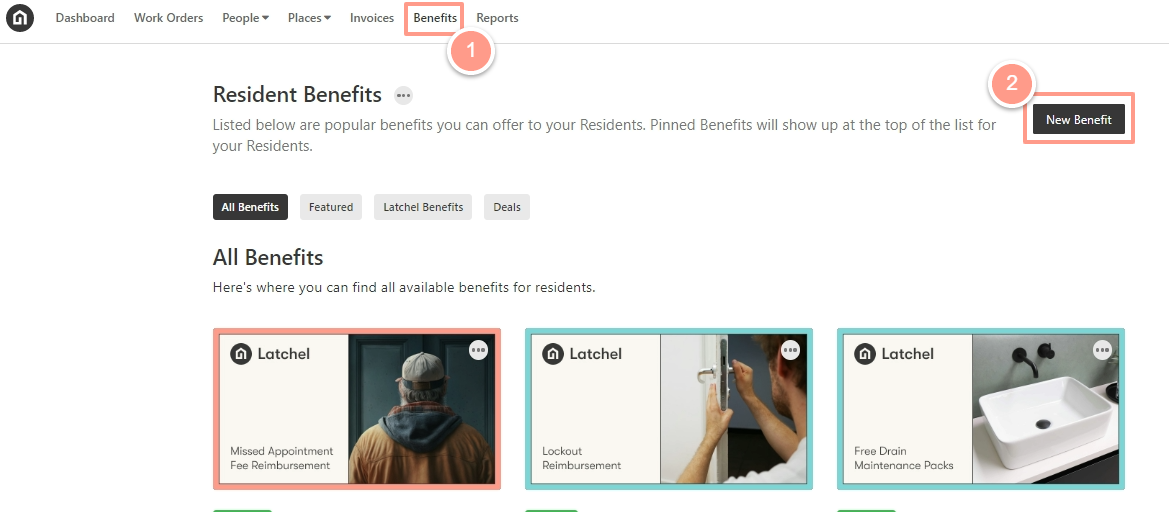 Dashboard Work Orders People Places Invoices Benefits Reports
1
2
Resident Benefits
New Benefit
Listed below are popular benefits you can offer to your Residents. Pinned Benefits will show up at the top of the list for
your Residents.
All Benefits Featured Latchel Benefits Deals
All Benefits
Here's where you can find all available benefits for residents.
Latchel
Missed Appointment
Fee Reimbursement
Latchel
Lockout
Reimbursement
Latchel
Free Drain
Maintenance Packs